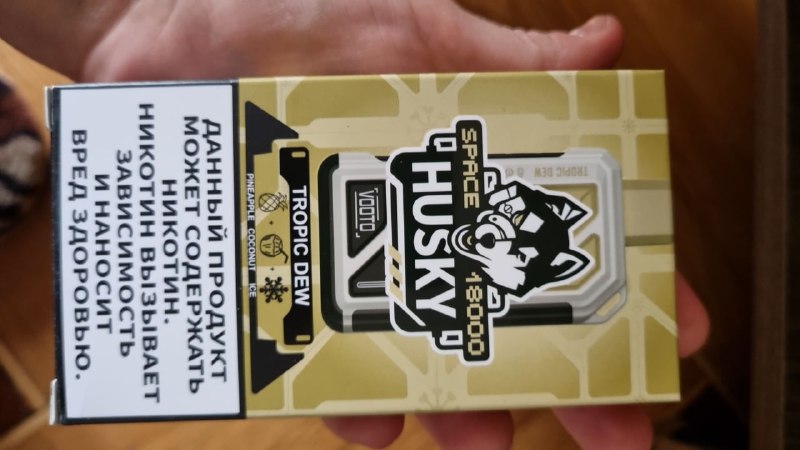 SPACE
HUSKY
18000
VOOTO
TROPIC DEW
TROPIC DEW
PINEAPPLE COCONUT ICE
ДАННЫЙ ПРОДУКТ
МОЖЕТ СОДЕРЖАТЬ
НИКОТИН.
НИКОТИН ВЫЗЫВАЕТ
ЗАВИСИМОСТЬ
И НАНОСИТ
ВРЕД ЗДОРОВЬЮ.